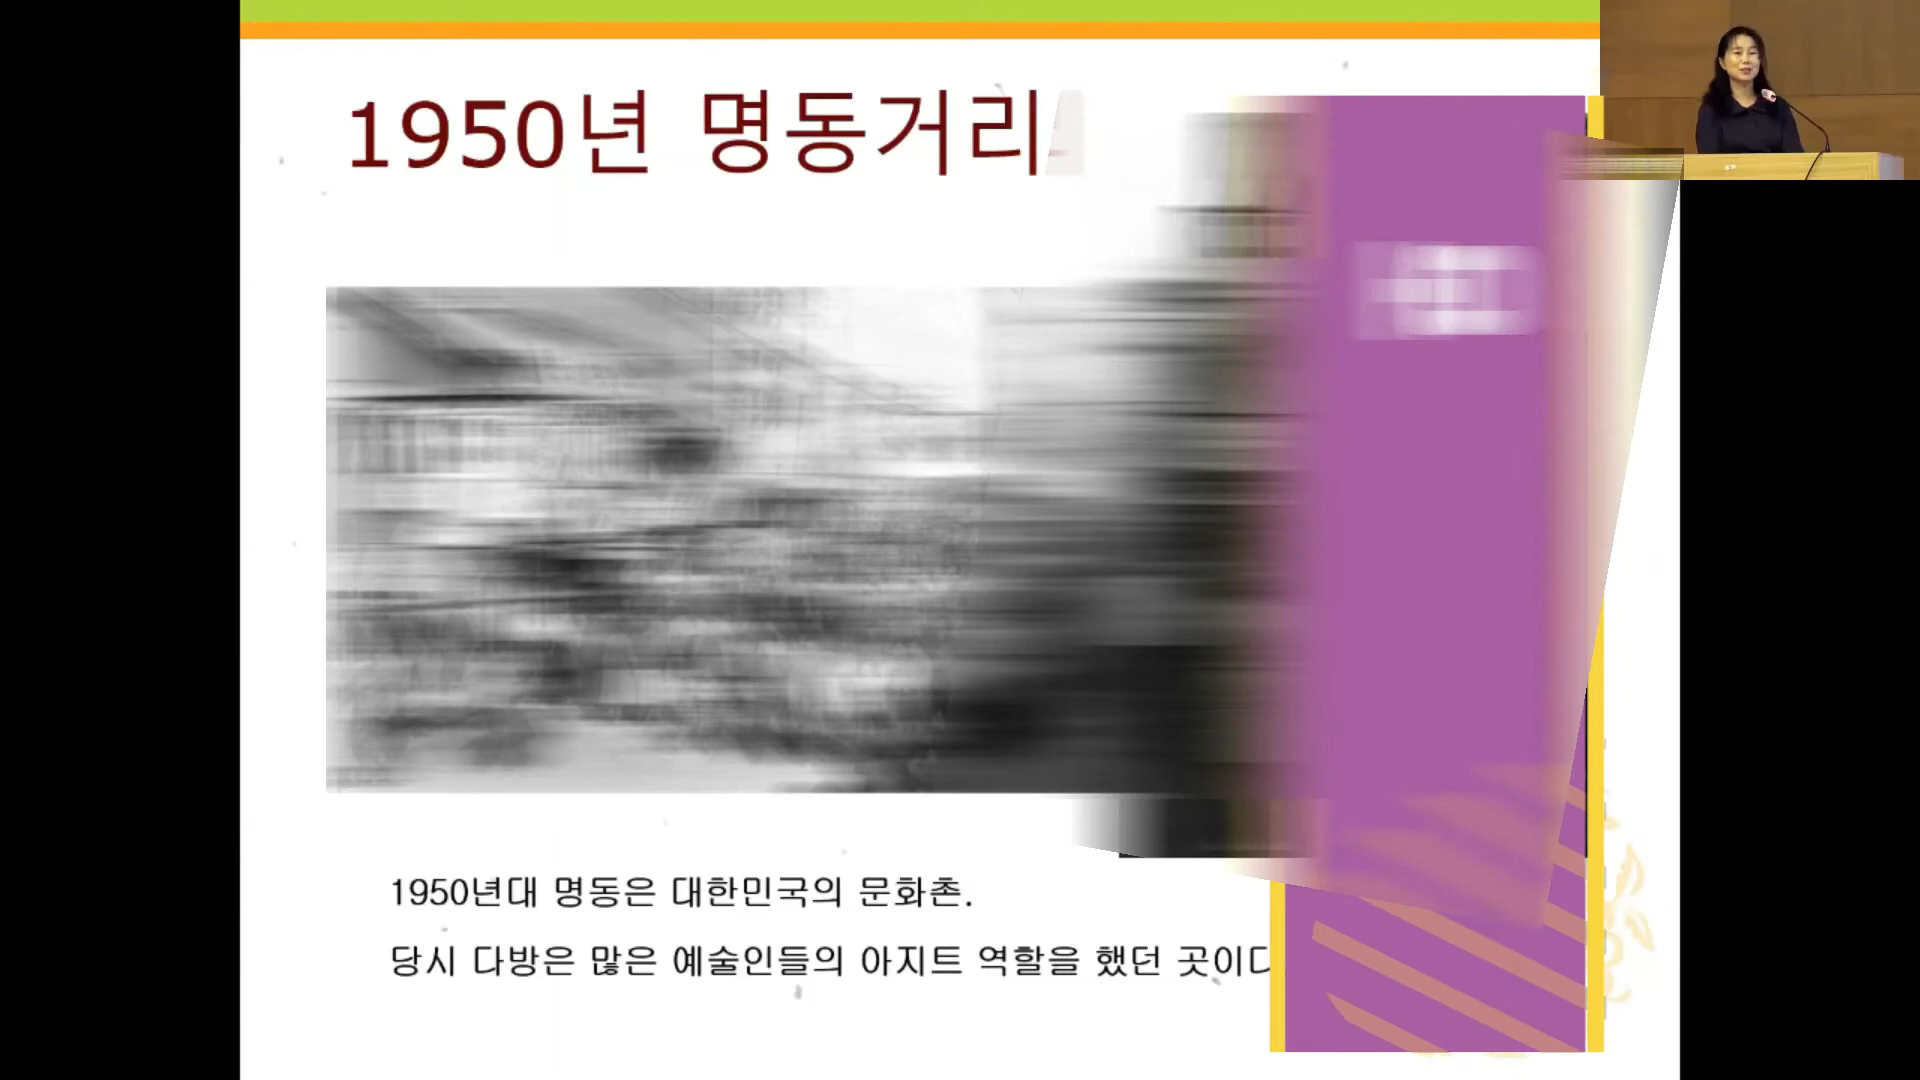 1950년 명동거리
1950년대 명동은 대한민국의 문화촌.
당시 다방은 많은 예술인들의 아지트 역할을 했던